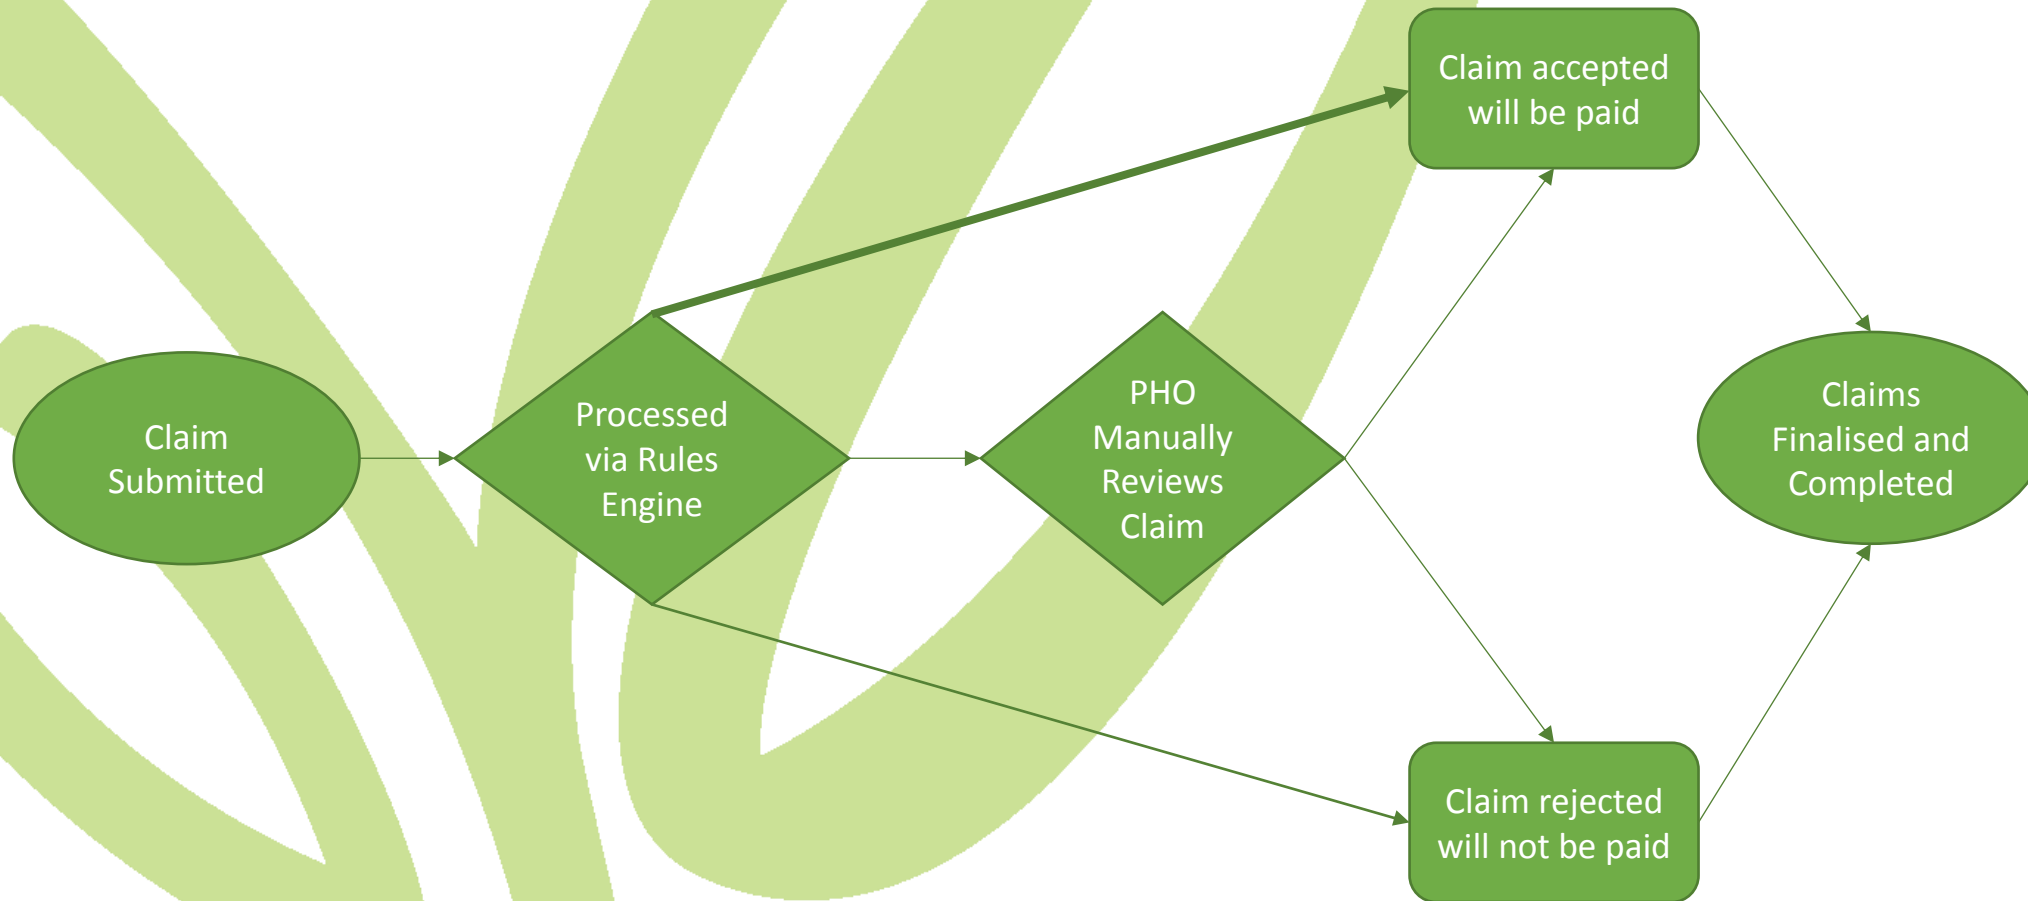 Claim accepted
will be paid
Claim
Submitted
Processed
via Rules
Engine
PHO
Manually
Reviews
Claim
Claims
Finalised and
Completed
Claim rejected
will not be paid